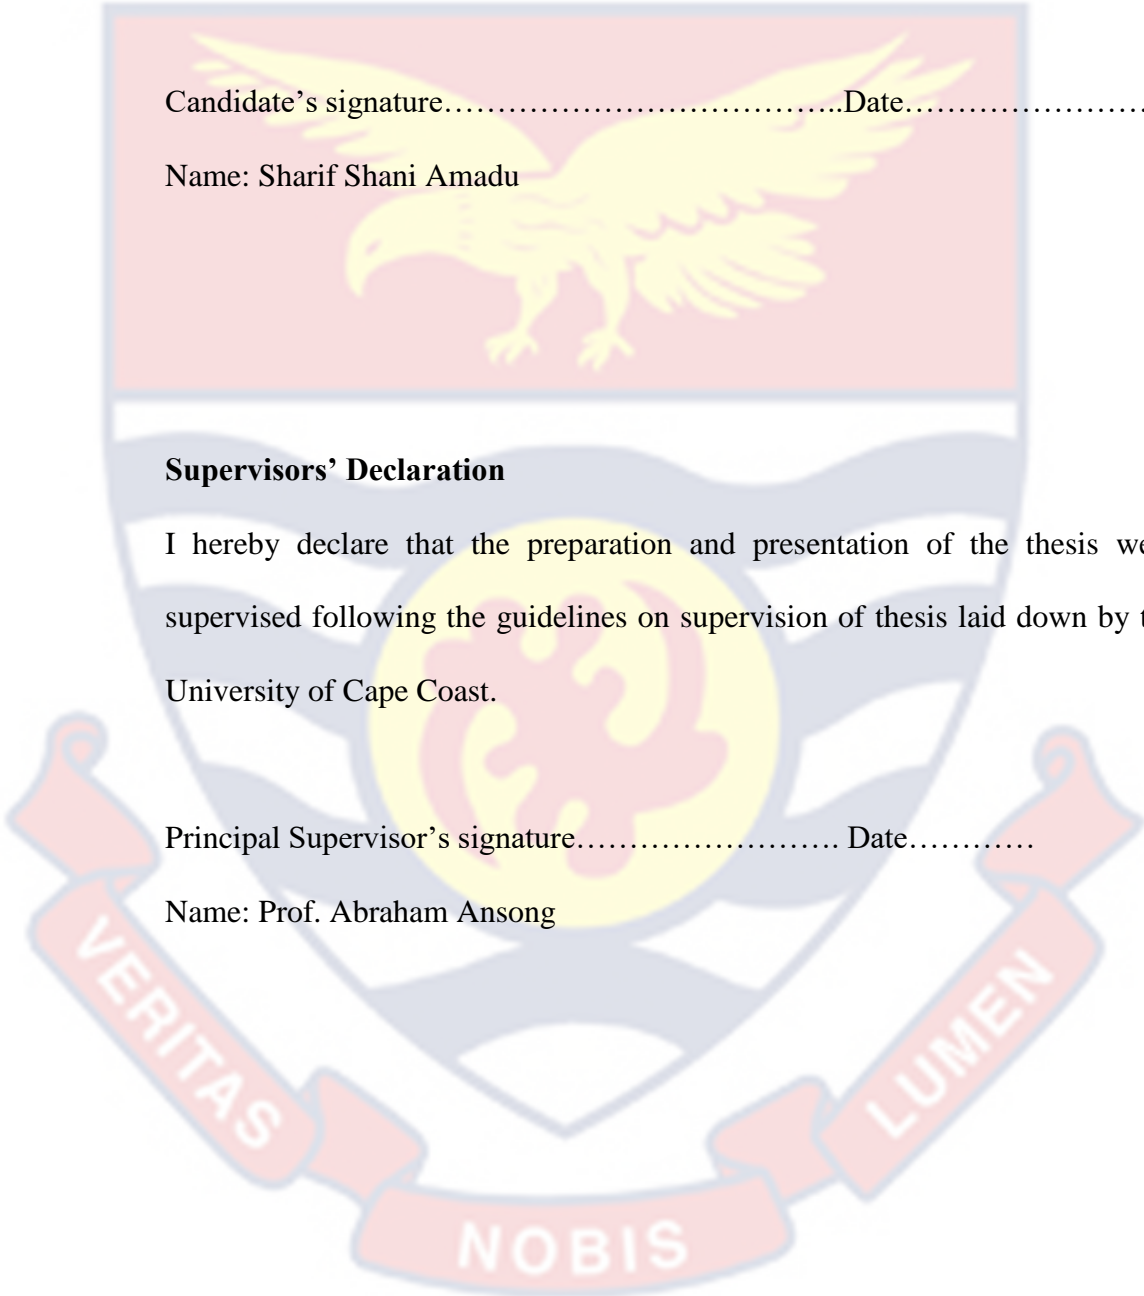 Candidate’s signature………………………………..Date……………………
Name: Sharif Shani Amadu
Supervisors’ Declaration
I hereby declare that the preparation and presentation of the thesis we
supervised following the guidelines on supervision of thesis laid down by t
University of Cape Coast.
Principal Supervisor’s signature……………………. Date…………
Name: Prof. Abraham Ansong
VERITAS
NOBIS
LUMEN